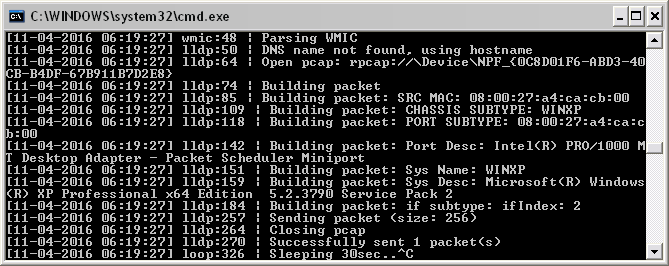 C:\WINDOWS\system32\cmd.exe
[11-04-2016 06:19:27] wmic:48 | Parsing WMIC
[11-04-2016 06:19:27] lldp:50 | DNS name not found, using hostname
[11-04-2016 06:19:27] lldp:64 | Open pcap: rpcap://\Device\NPF_{0C8D01F6-ABD3-40
CB-B4DF-67B911B7D2E8}
[11-04-2016 06:19:27] lldp:74 | Building packet
[11-04-2016 06:19:27] lldp:85 | Building packet: SRC MAC: 08:00:27:a4:ca:cb:00
[11-04-2016 06:19:27] lldp:109 | Building packet: CHASSIS SUBTYPE: WINXP
[11-04-2016 06:19:27] lldp:118 | Building packet: PORT SUBTYPE: 08:00:27:a4:ca:c
b:00
[11-04-2016 06:19:27] lldp:142 | Building packet: Port Desc: Intel(R) PRO/1000 M
T Desktop Adapter - Packet Scheduler Miniport
[11-04-2016 06:19:27] lldp:151 | Building packet: Sys Name: WINXP
[11-04-2016 06:19:27] lldp:159 | Building packet: Sys Desc: Microsoft(R) Windows
(R) XP Professional x64 Edition  5.2.3790 Service Pack 2
[11-04-2016 06:19:27] lldp:184 | Building packet: if subtype: ifIndex: 2
[11-04-2016 06:19:27] lldp:257 | Sending packet (size: 256)
[11-04-2016 06:19:27] lldp:264 | Closing pcap
[11-04-2016 06:19:27] lldp:270 | Successfully sent 1 packet(s)
[11-04-2016 06:19:27] loop:326 | Sleeping 30sec..^C